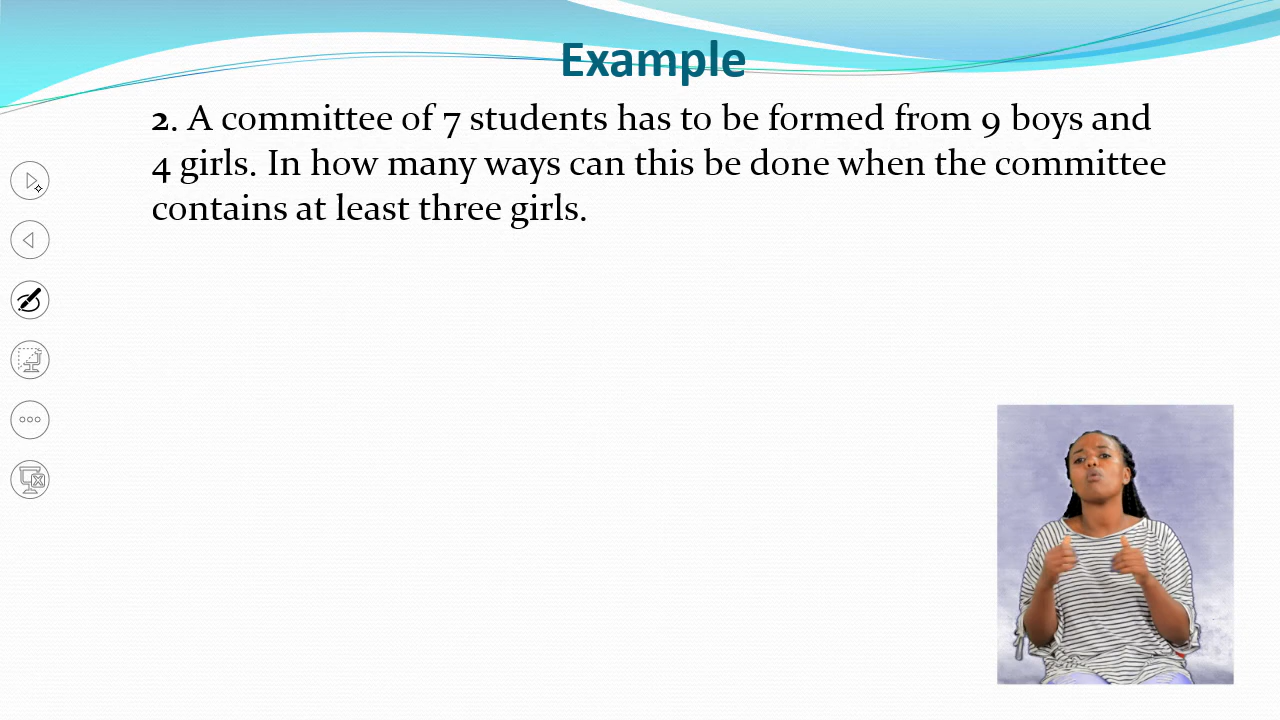 Example
2. A committee of 7 students has to be formed from 9 boys and
4 girls. In how many ways can this be done when the committee
contains at least three girls.